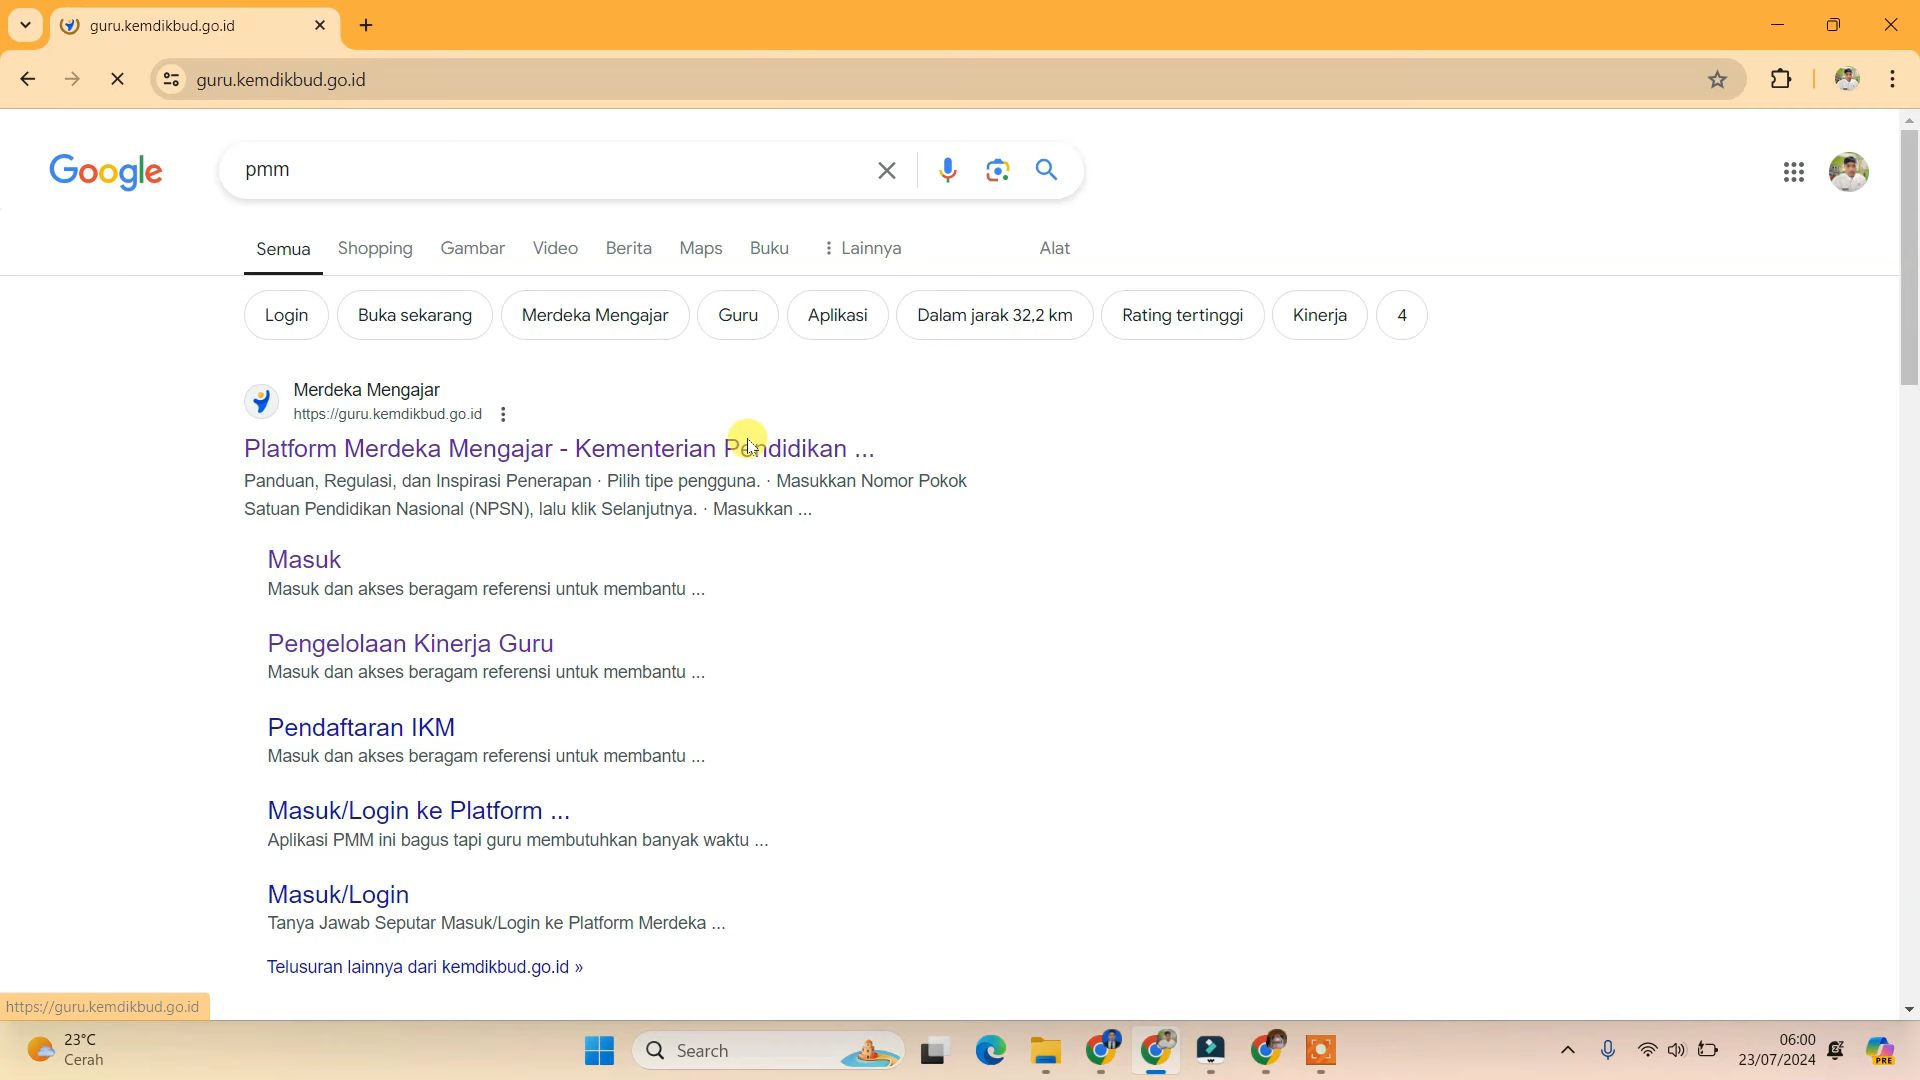 guru.kemdikbud.go.id
guru.kemdikbud.go.id
Google
pmm
Semua
Shopping
Gambar
Video
Berita
Maps
Buku
Lainnya
Alat
Login
Buka sekarang
Merdeka Mengajar
Guru
Aplikasi
Dalam jarak 32,2 km
Rating tertinggi
Kinerja
4
Merdeka Mengajar
https://guru.kemdikbud.go.id
Platform Merdeka Mengajar - Kementerian Pendidikan ...
Panduan, Regulasi, dan Inspirasi Penerapan · Pilih tipe pengguna. · Masukkan Nomor Pokok
Satuan Pendidikan Nasional (NPSN), lalu klik Selanjutnya. · Masukkan ...
Masuk
Masuk dan akses beragam referensi untuk membantu ...
Pengelolaan Kinerja Guru
Masuk dan akses beragam referensi untuk membantu ...
Pendaftaran IKM
Masuk dan akses beragam referensi untuk membantu ...
Masuk/Login ke Platform ...
Aplikasi PMM ini bagus tapi guru membutuhkan banyak waktu ...
Masuk/Login
Tanya Jawab Seputar Masuk/Login ke Platform Merdeka ...
Telusuran lainnya dari kemdikbud.go.id »
https://guru.kemdikbud.go.id
23°C
Cerah
Search
06:00
23/07/2024
PRE